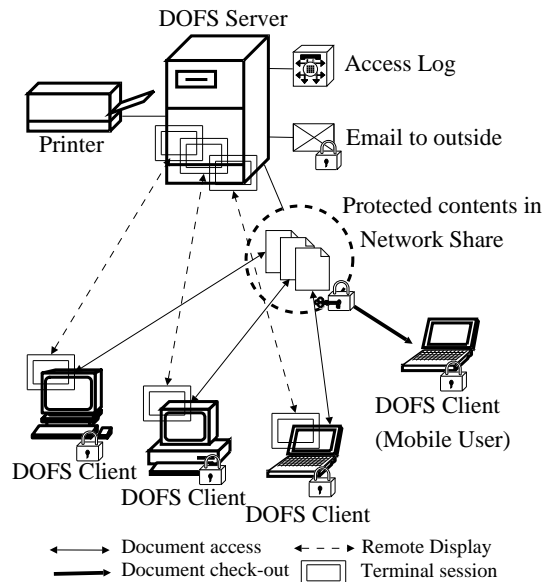 DOFS Server
Access Log
Printer
Email to outside
Protected contents in
Network Share
DOFS Client
(Mobile User)
DOFS Client
DOFS Client
DOFS Client
Document access
Remote Display
Document check-out
Terminal session